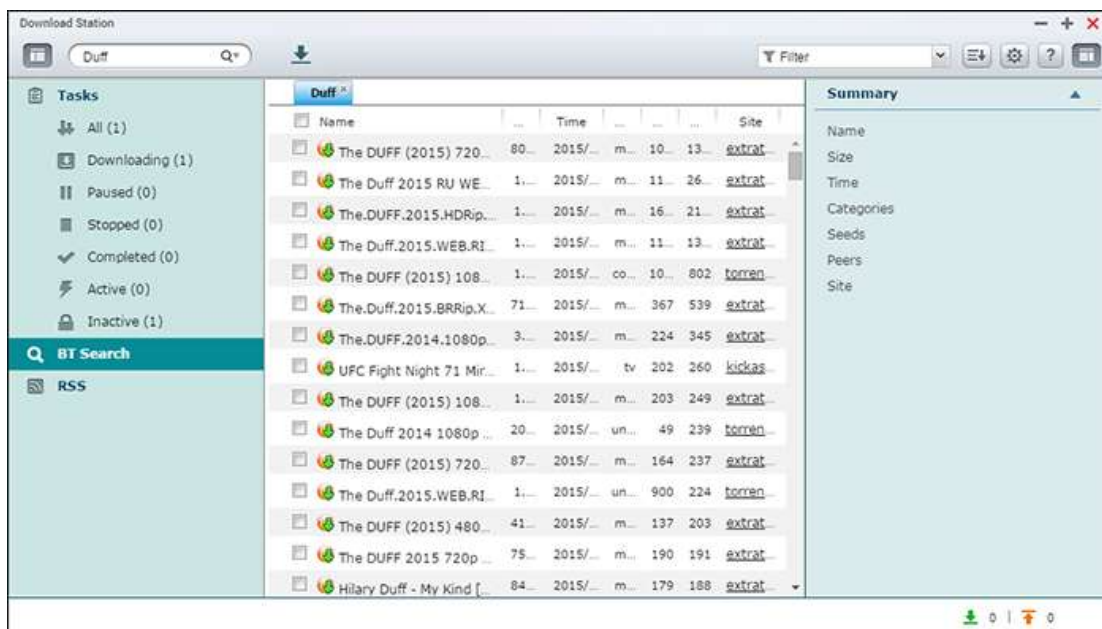 Download Station
Duff
Filter
?
Tasks
All (1)
Downloading (1)
Paused (0)
Stopped (0)
Completed (0)
Active (0)
Inactive (1)
BT Search
RSS
Duff ×
Name ... Time ... ... ... Site
The DUFF (2015) 720... 80... 2015/... m... 10... 13... extrat...
The Duff 2015 RU WE... 1,... 2015/... m... 11... 26... extrat...
The.DUFF.2015.HDRip.... 1,... 2015/... m... 16... 21... extrat...
The Duff.2015.WEB.RI... 1,... 2015/... m... 11... 13... extrat...
The DUFF (2015) 108... 1,... 2015/... co... 10... 802 torren...
The.Duff.2015.BRRip.X... 71... 2015/... m... 367 539 extrat...
The.DUFF.2014.1080p... 3,... 2015/... m... 224 345 extrat...
UFC Fight Night 71 Mir... 1,... 2015/... tv 202 260 kickas...
The DUFF (2015) 108... 1,... 2015/... m... 203 249 extrat...
The Duff 2014 1080p ... 20... 2015/... un... 49 239 torren...
The DUFF (2015) 720... 87... 2015/... m... 164 237 extrat...
The Duff.2015.WEB.RI... 1,... 2015/... un... 900 224 torren...
The DUFF (2015) 480... 41... 2015/... m... 137 203 extrat...
The DUFF 2015 720p ... 75... 2015/... m... 190 191 extrat...
Hilary Duff - My Kind [... 84... 2015/... m... 179 188 extrat...
Summary
Name
Size
Time
Categories
Seeds
Peers
Site
0 | 0